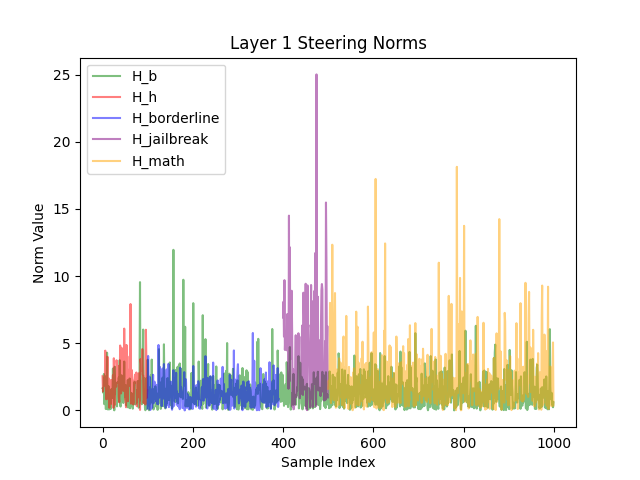 Layer 1 Steering Norms
H_b
H_h
H_borderline
H_jailbreak
H_math
25
20
15
10
5
0
Norm Value
0
200
400
600
800
1000
Sample Index